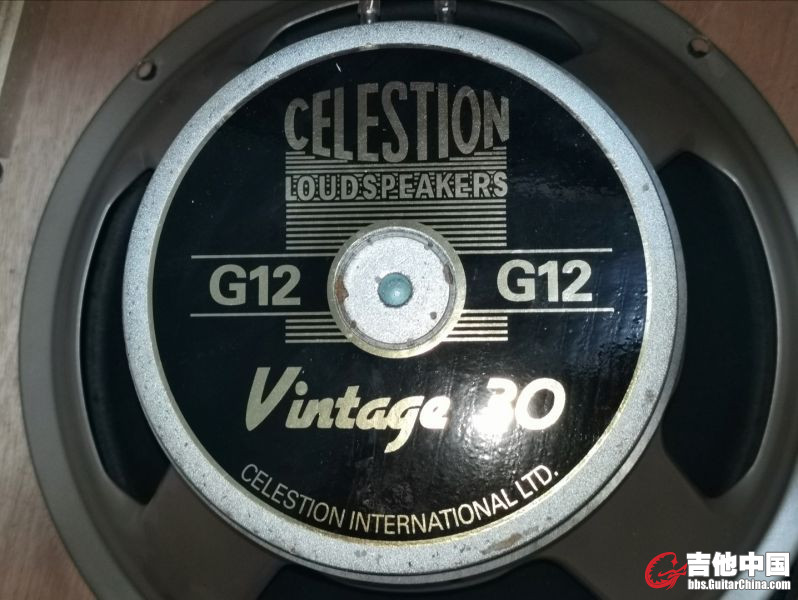 CELESTION
LOUDSPEAKERS
G12 G12
Vintage 30
CELESTION INTERNATIONAL LTD.
吉他中国
bbs.GuitarChina.com